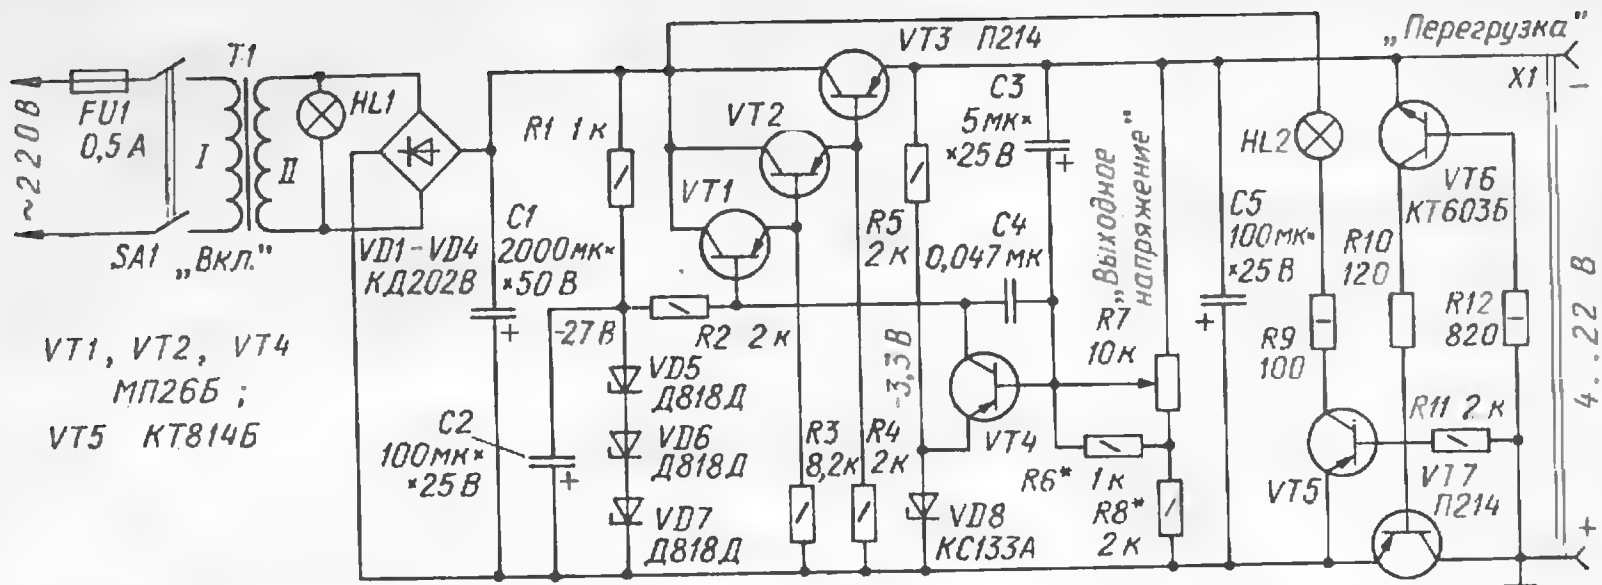 „Перегрузка”
X1
−
T1
~220В
FU1
0,5А
I
II
HL1
SA1 „Вкл.”
VD1-VD4
КД202В
C1
2000мк×
×50В
R1 1к
VT1
VT2
VT3 П214
R5
2к
C3
5мк×
×25В
C4
0,047мк
„Выходное
напряжение”
R7
10к
C5
100мк×
×25В
HL2
VT6
КТ603Б
R10
120
R12
820
R9
100
4..22 В
-27В
R2 2к
-3,3В
VT1, VT2, VT4
МП26Б ;
VT5 КТ814Б
C2
100мк×
×25В
VD5
Д818Д
VD6
Д818Д
VD7
Д818Д
R3
8,2к
R4
2к
VT4
R6* 1к
R8*
2к
VD8
КС133А
R11 2к
VT5
VT7
П214
+